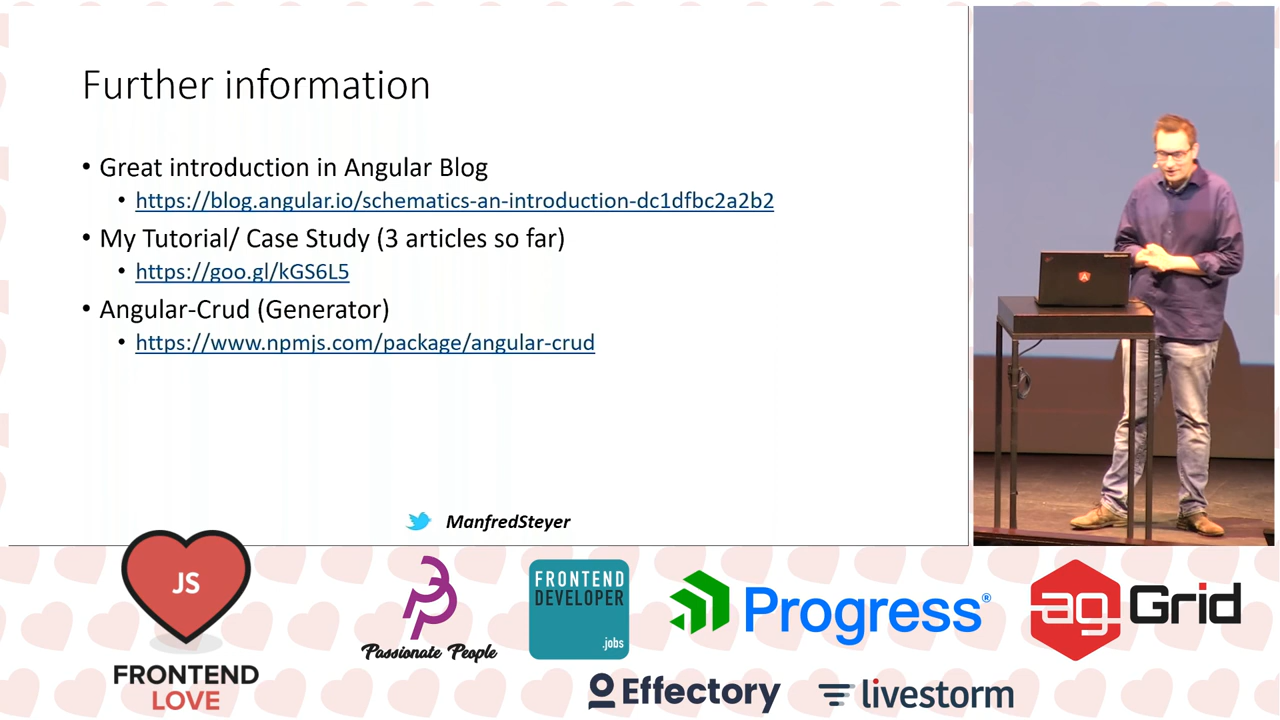 Further information
• Great introduction in Angular Blog
• https://blog.angular.io/schematics-an-introduction-dc1dfbc2a2b2
• My Tutorial/ Case Study (3 articles so far)
• https://goo.gl/kGS6L5
• Angular-Crud (Generator)
• https://www.npmjs.com/package/angular-crud
ManfredSteyer
JS
FRONTEND
LOVE
Passionate People
FRONTEND
DEVELOPER
.jobs
Progress®
ag Grid
Effectory
livestorm